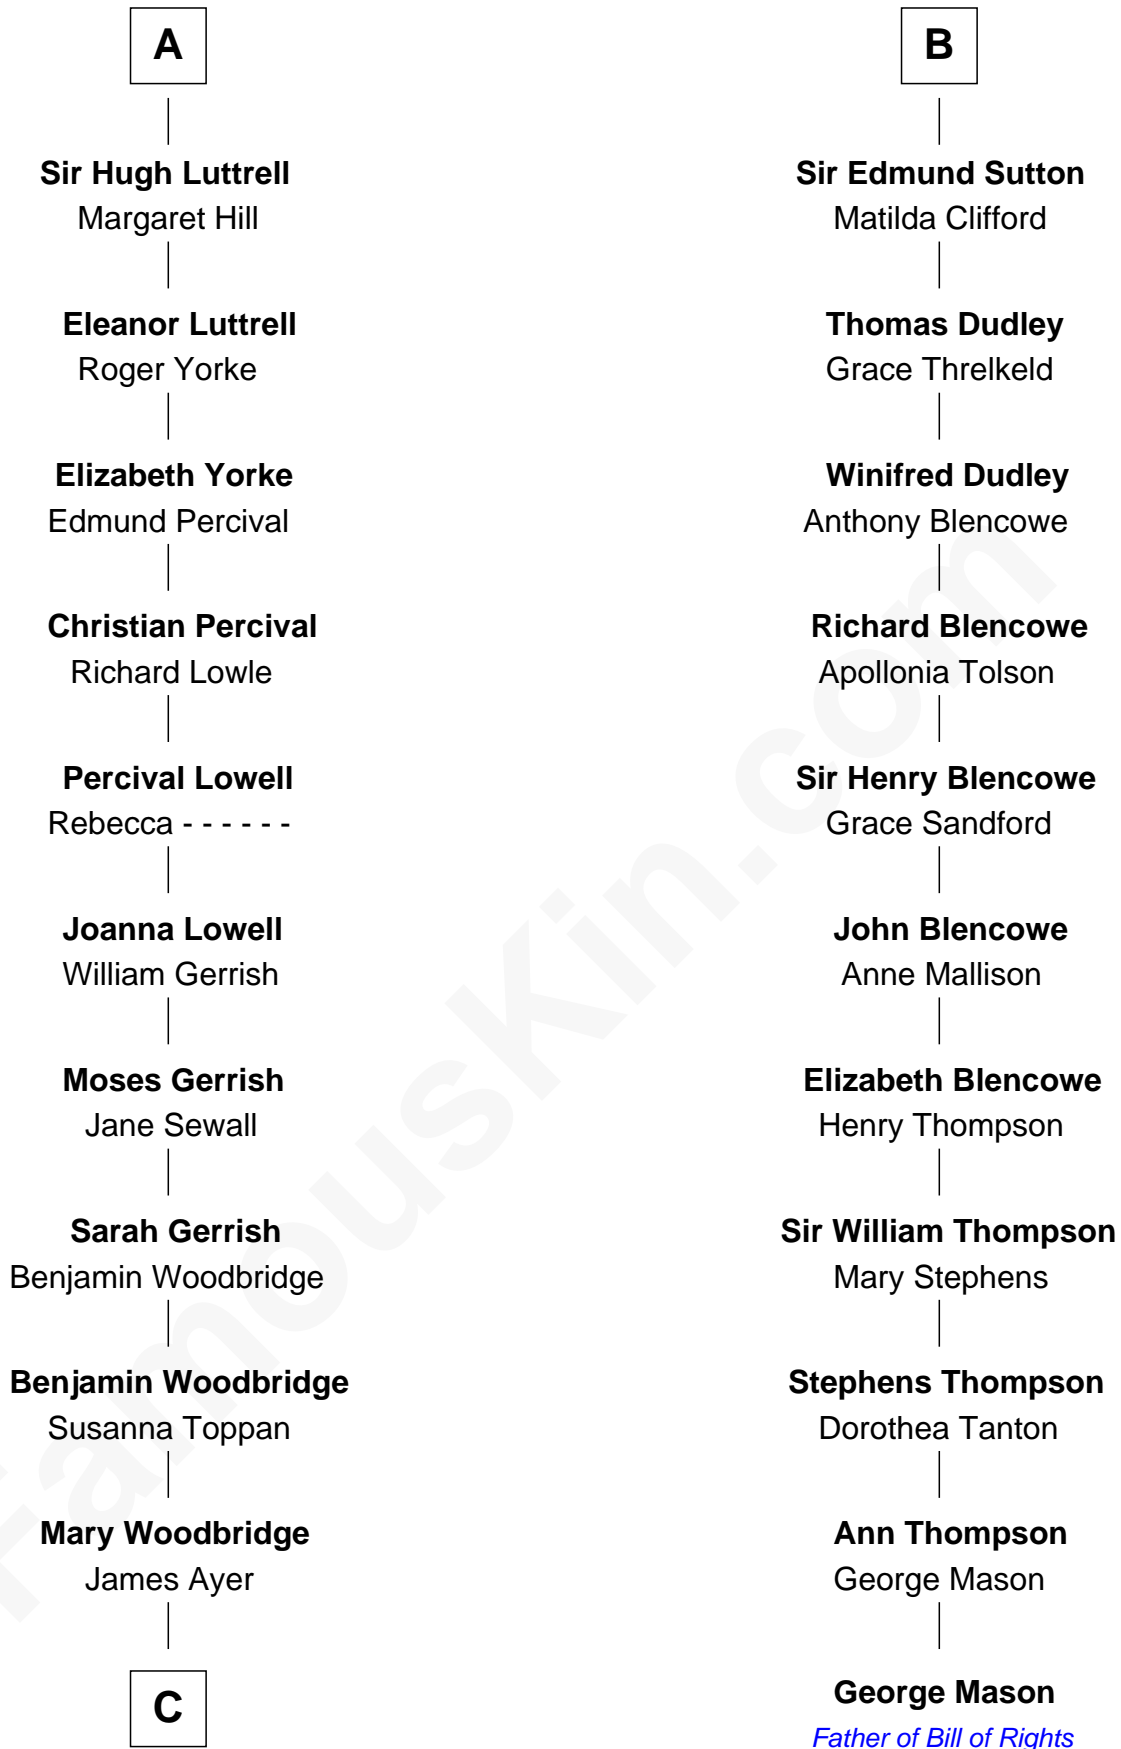 A
Sir Hugh Luttrell
Margaret Hill
Eleanor Luttrell
Roger Yorke
Elizabeth Yorke
Edmund Percival
Christian Percival
Richard Lowle
Percival Lowell
Rebecca - - - - - -
Joanna Lowell
William Gerrish
Moses Gerrish
Jane Sewall
Sarah Gerrish
Benjamin Woodbridge
Benjamin Woodbridge
Susanna Toppan
Mary Woodbridge
James Ayer
C
B
Sir Edmund Sutton
Matilda Clifford
Thomas Dudley
Grace Threlkeld
Winifred Dudley
Anthony Blencowe
Richard Blencowe
Apollonia Tolson
Sir Henry Blencowe
Grace Sandford
John Blencowe
Anne Mallison
Elizabeth Blencowe
Henry Thompson
Sir William Thompson
Mary Stephens
Stephens Thompson
Dorothea Tanton
Ann Thompson
George Mason
George Mason
Father of Bill of Rights
FamousKin.com